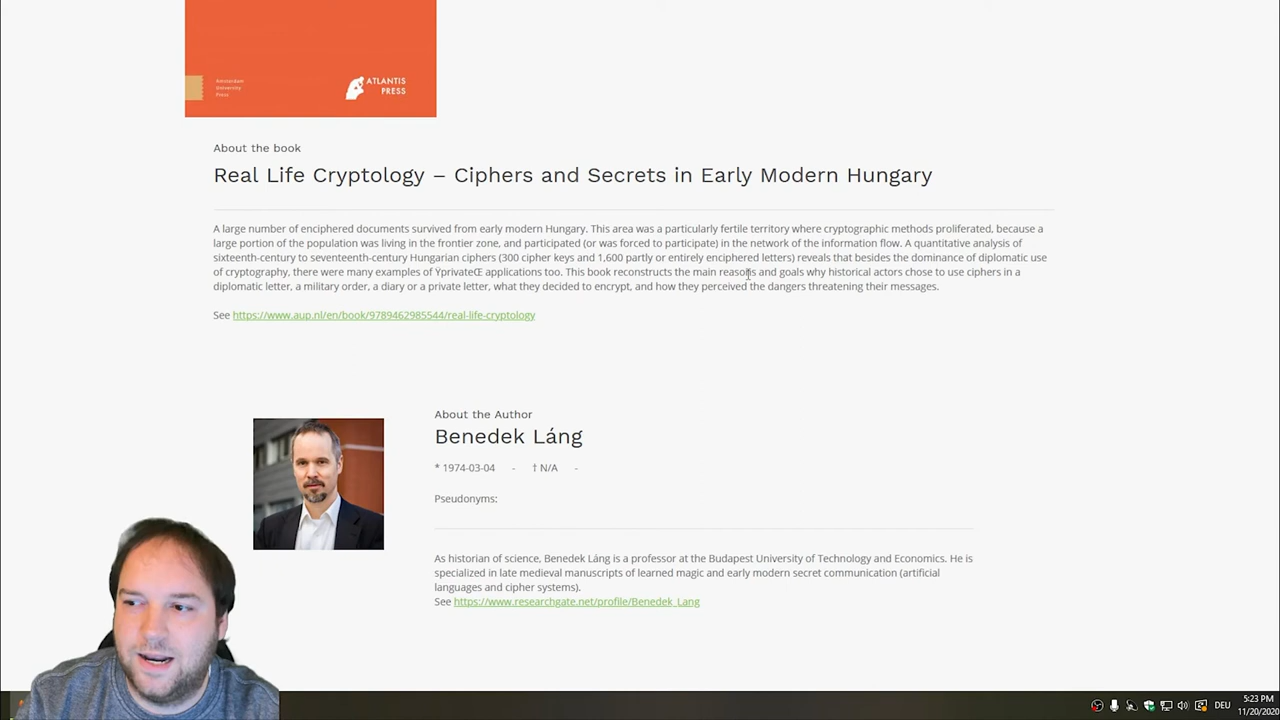 Amsterdam
University
Press
ATLANTIS
PRESS
About the book
Real Life Cryptology – Ciphers and Secrets in Early Modern Hungary
A large number of enciphered documents survived from early modern Hungary. This area was a particularly fertile territory where cryptographic methods proliferated, because a
large portion of the population was living in the frontier zone, and participated (or was forced to participate) in the network of the information flow. A quantitative analysis of
sixteenth-century to seventeenth-century Hungarian ciphers (300 cipher keys and 1,600 partly or entirely enciphered letters) reveals that besides the dominance of diplomatic use
of cryptography, there were many examples of ŸprivateŒ applications too. This book reconstructs the main reasons and goals why historical actors chose to use ciphers in a
diplomatic letter, a military order, a diary or a private letter, what they decided to encrypt, and how they perceived the dangers threatening their messages.
See https://www.aup.nl/en/book/9789462985544/real-life-cryptology
About the Author
Benedek Láng
* 1974-03-04 - † N/A -
Pseudonyms:
As historian of science, Benedek Láng is a professor at the Budapest University of Technology and Economics. He is
specialized in late medieval manuscripts of learned magic and early modern secret communication (artificial
languages and cipher systems).
See https://www.researchgate.net/profile/Benedek_Lang
DEU
5:23 PM
11/20/2020